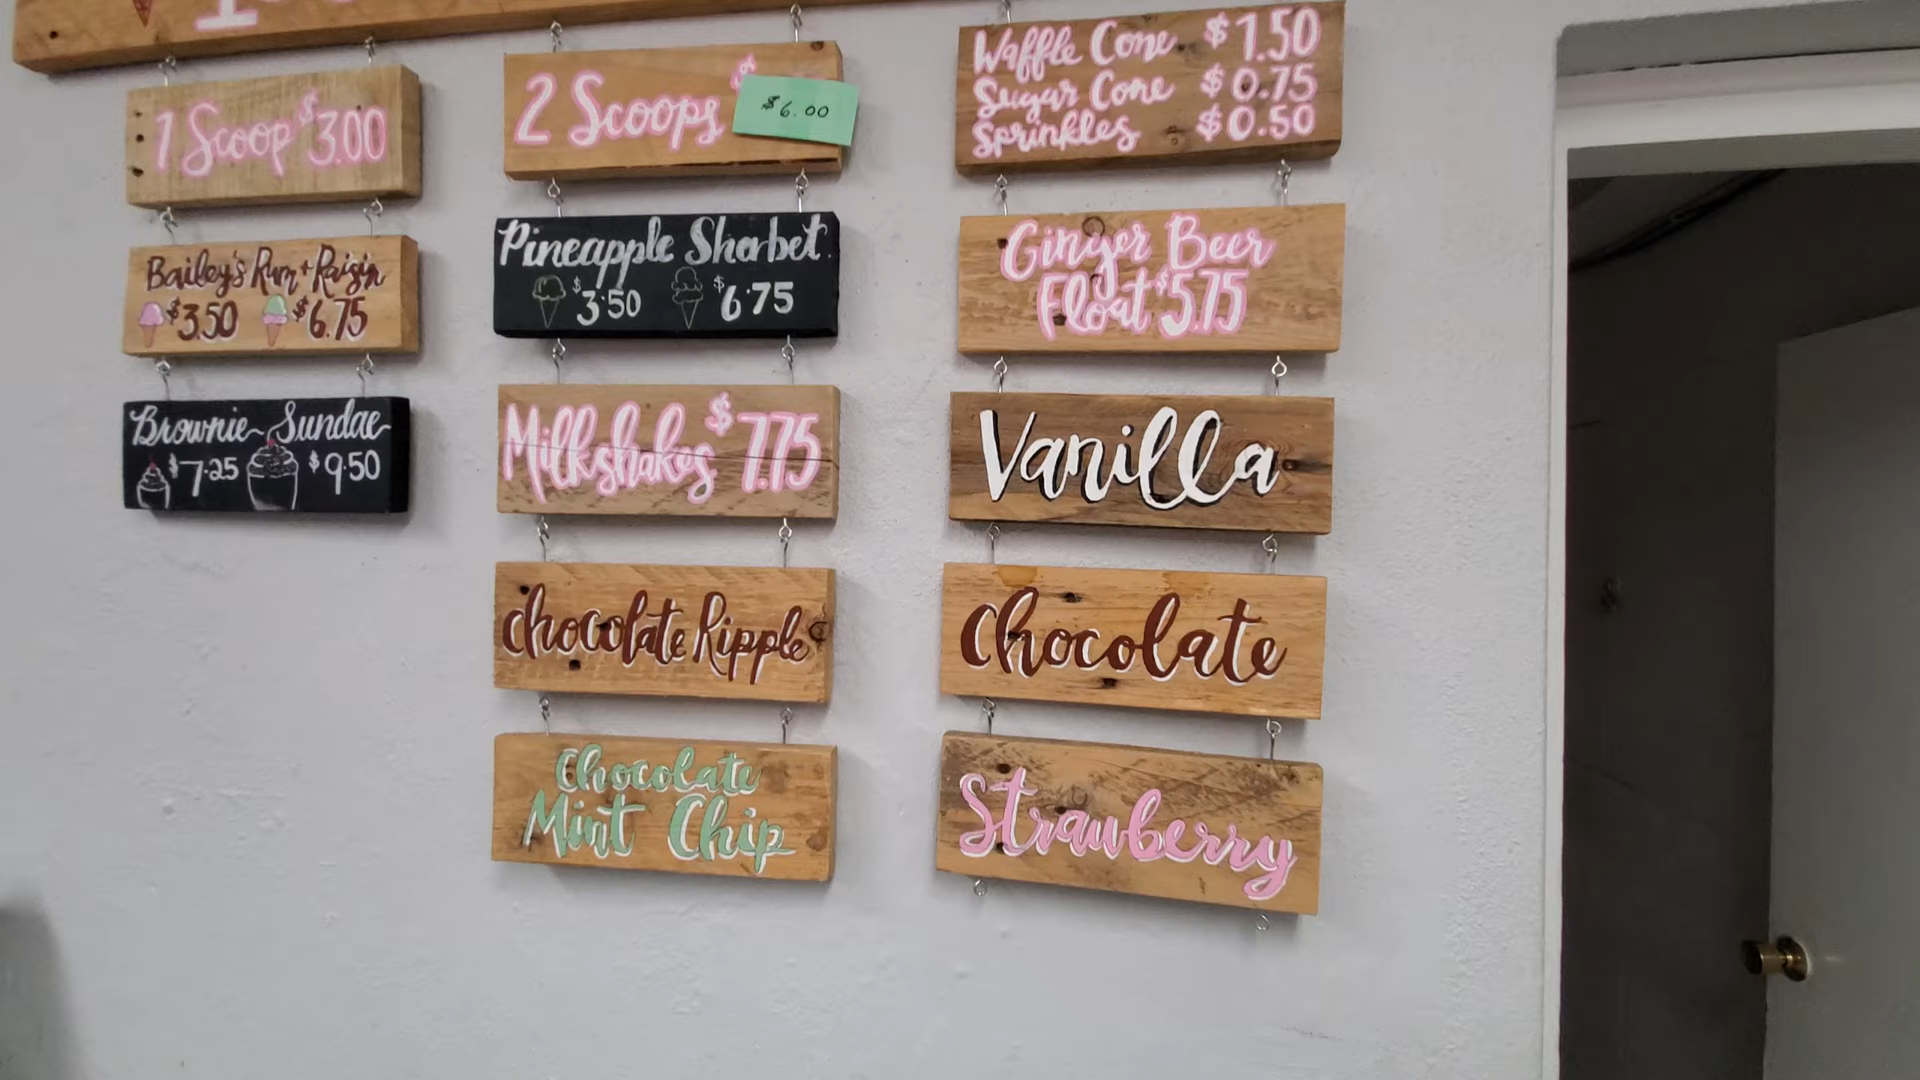 1 Scoop $3.00
Bailey's Rum + Raisin
$3.50 $6.75
Brownie Sundae
$7.25 $9.50
2 Scoops
$6.00
Pineapple Sherbet
$3.50 $6.75
Milkshakes $7.75
Chocolate Ripple
Chocolate
Mint Chip
Waffle Cone $1.50
Sugar Cone $0.75
Sprinkles $0.50
Ginger Beer
Float $5.75
Vanilla
Chocolate
Strawberry